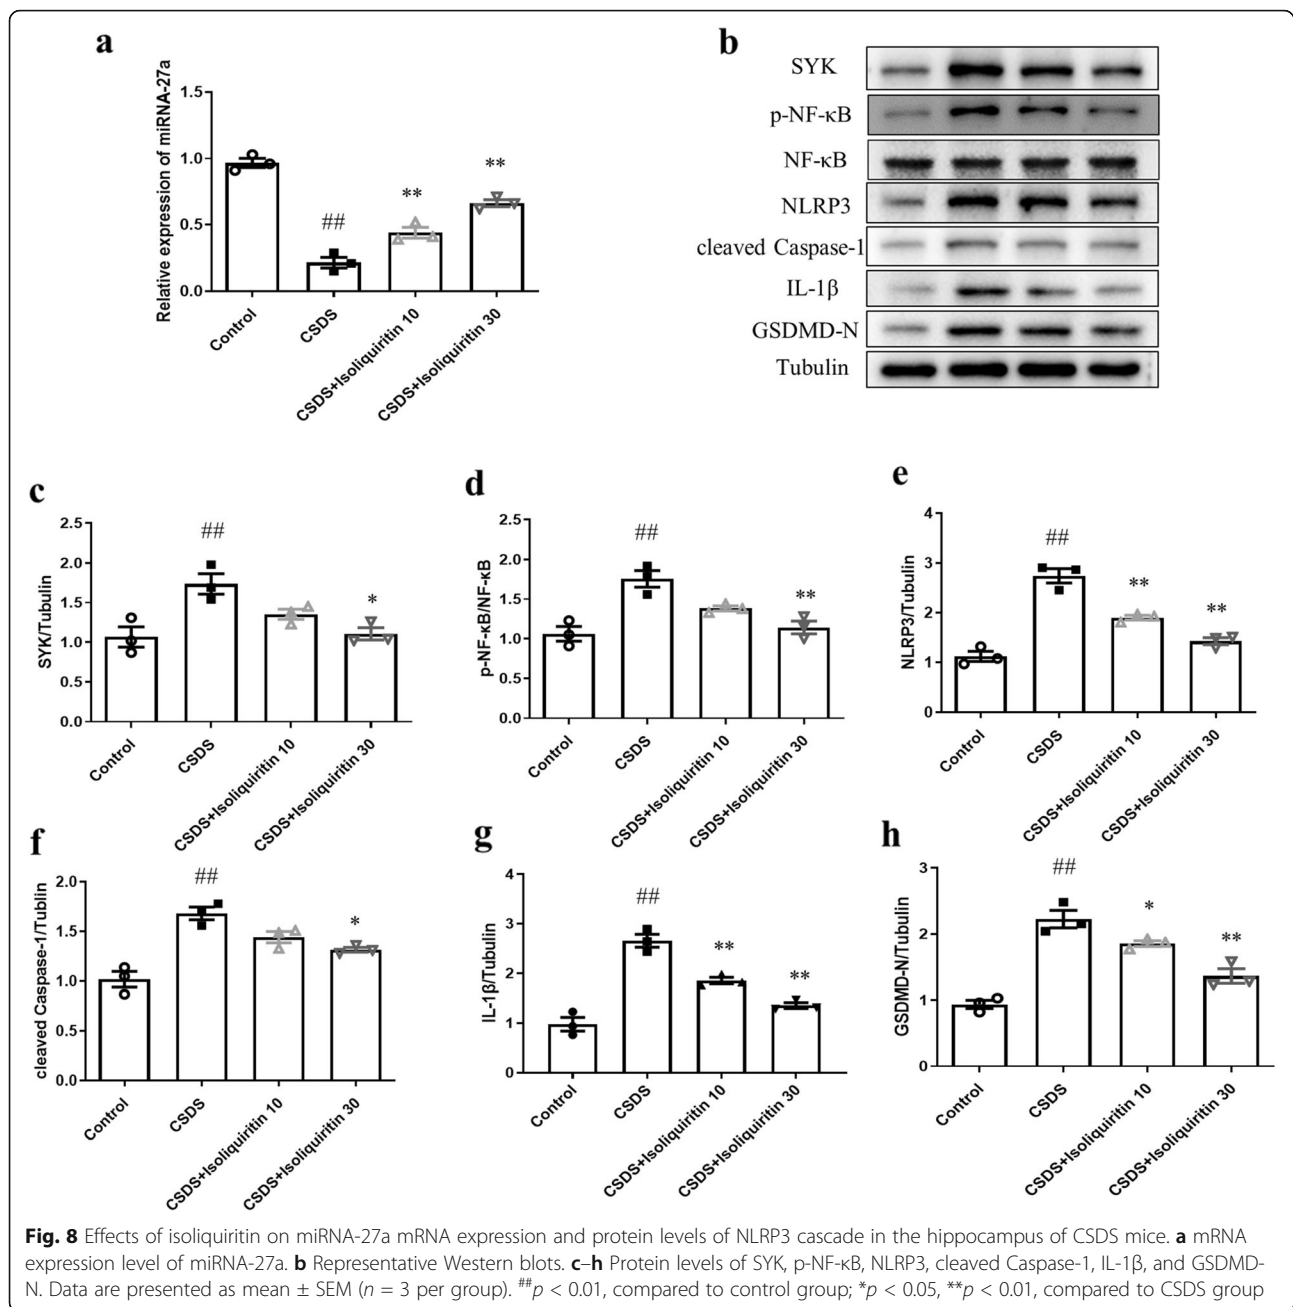 a
Relative expression of miRNA-27a
1.5
1.0
0.5
0.0
##
**
**
Control
CSDS
CSDS+Isoliquiritin 10
CSDS+Isoliquiritin 30
b
SYK
p-NF-κB
NF-κB
NLRP3
cleaved Caspase-1
IL-1β
GSDMD-N
Tubulin
c
SYK/Tubulin
2.5
2.0
1.5
1.0
0.5
0.0
##
*
Control
CSDS
CSDS+Isoliquiritin 10
CSDS+Isoliquiritin 30
d
p-NF-κB/NF-κB
2.5
2.0
1.5
1.0
0.5
0.0
##
**
Control
CSDS
CSDS+Isoliquiritin 10
CSDS+Isoliquiritin 30
e
NLRP3/Tubulin
4
3
2
1
0
##
**
**
Control
CSDS
CSDS+Isoliquiritin 10
CSDS+Isoliquiritin 30
f
cleaved Caspase-1/Tublin
2.0
1.5
1.0
0.5
0.0
##
*
Control
CSDS
CSDS+Isoliquiritin 10
CSDS+Isoliquiritin 30
g
IL-1β/Tubulin
4
3
2
1
0
##
**
**
Control
CSDS
CSDS+Isoliquiritin 10
CSDS+Isoliquiritin 30
h
GSDMD-N/Tubulin
3
2
1
0
##
*
**
Control
CSDS
CSDS+Isoliquiritin 10
CSDS+Isoliquiritin 30
Fig. 8 Effects of isoliquiritin on miRNA-27a mRNA expression and protein levels of NLRP3 cascade in the hippocampus of CSDS mice. a mRNA
expression level of miRNA-27a. b Representative Western blots. c–h Protein levels of SYK, p-NF-κB, NLRP3, cleaved Caspase-1, IL-1β, and GSDMD-
N. Data are presented as mean ± SEM (n = 3 per group). ##p < 0.01, compared to control group; *p < 0.05, **p < 0.01, compared to CSDS group